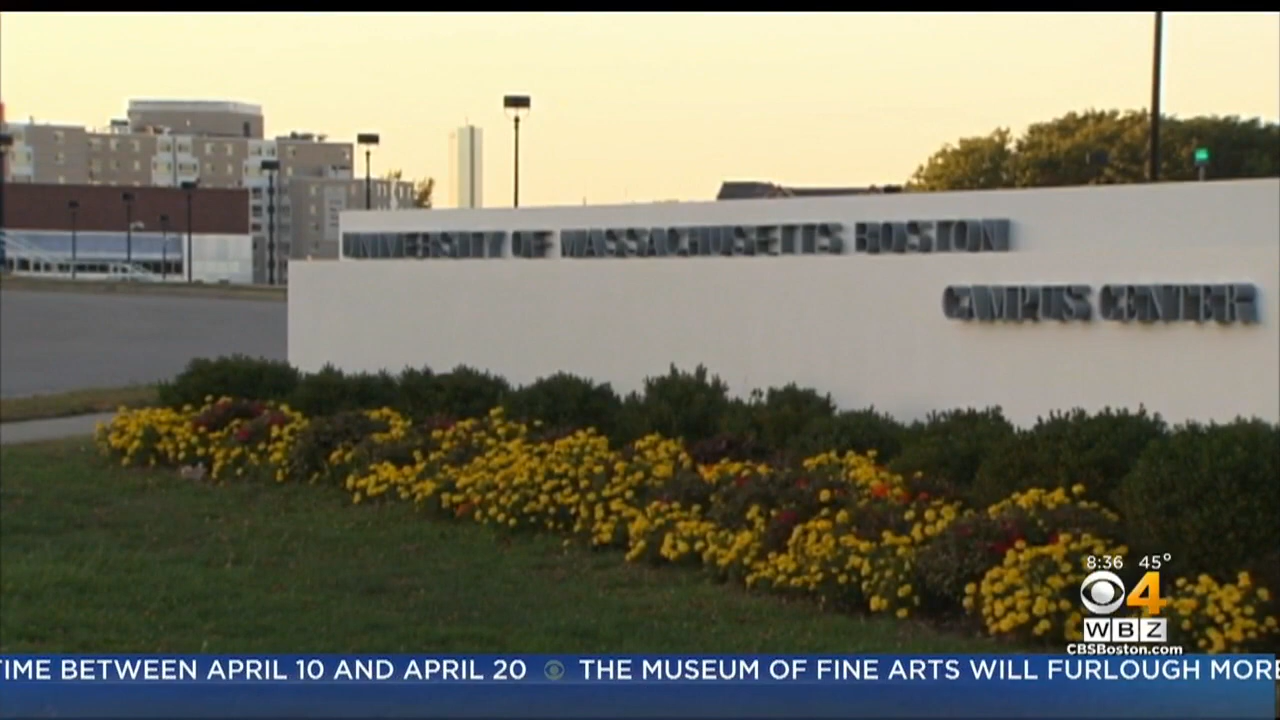 UNIVERSITY OF MASSACHUSETTS BOSTON
CAMPUS CENTER
8:36 45°
4
WBZ
CBSBoston.com
TIME BETWEEN APRIL 10 AND APRIL 20 THE MUSEUM OF FINE ARTS WILL FURLOUGH MORE